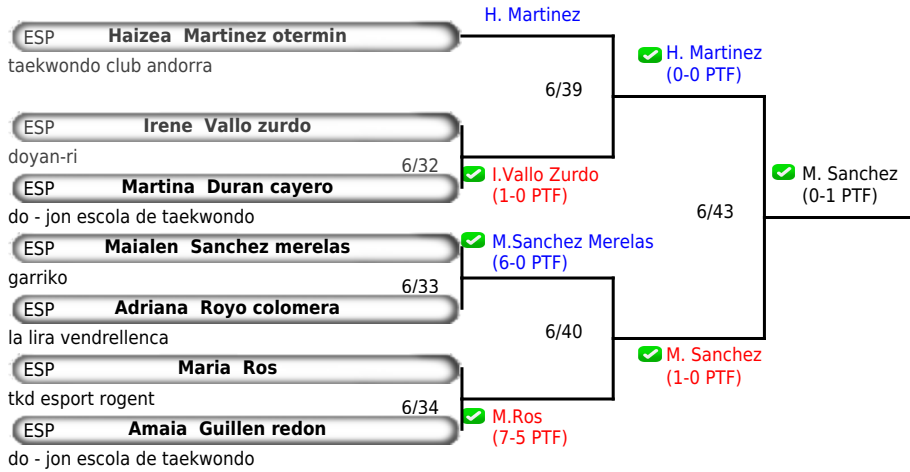 H. Martinez
ESP Haizea Martinez otermin
taekwondo club andorra
H. Martinez
(0-0 PTF)
6/39
ESP Irene Vallo zurdo
doyan-ri
6/32
I.Vallo Zurdo
(1-0 PTF)
ESP Martina Duran cayero
do - jon escola de taekwondo
M. Sanchez
(0-1 PTF)
6/43
ESP Maialen Sanchez merelas
garriko
M.Sanchez Merelas
(6-0 PTF)
6/33
ESP Adriana Royo colomera
la lira vendrellenca
6/40
M. Sanchez
(1-0 PTF)
ESP Maria Ros
tkd esport rogent
6/34
M.Ros
(7-5 PTF)
ESP Amaia Guillen redon
do - jon escola de taekwondo